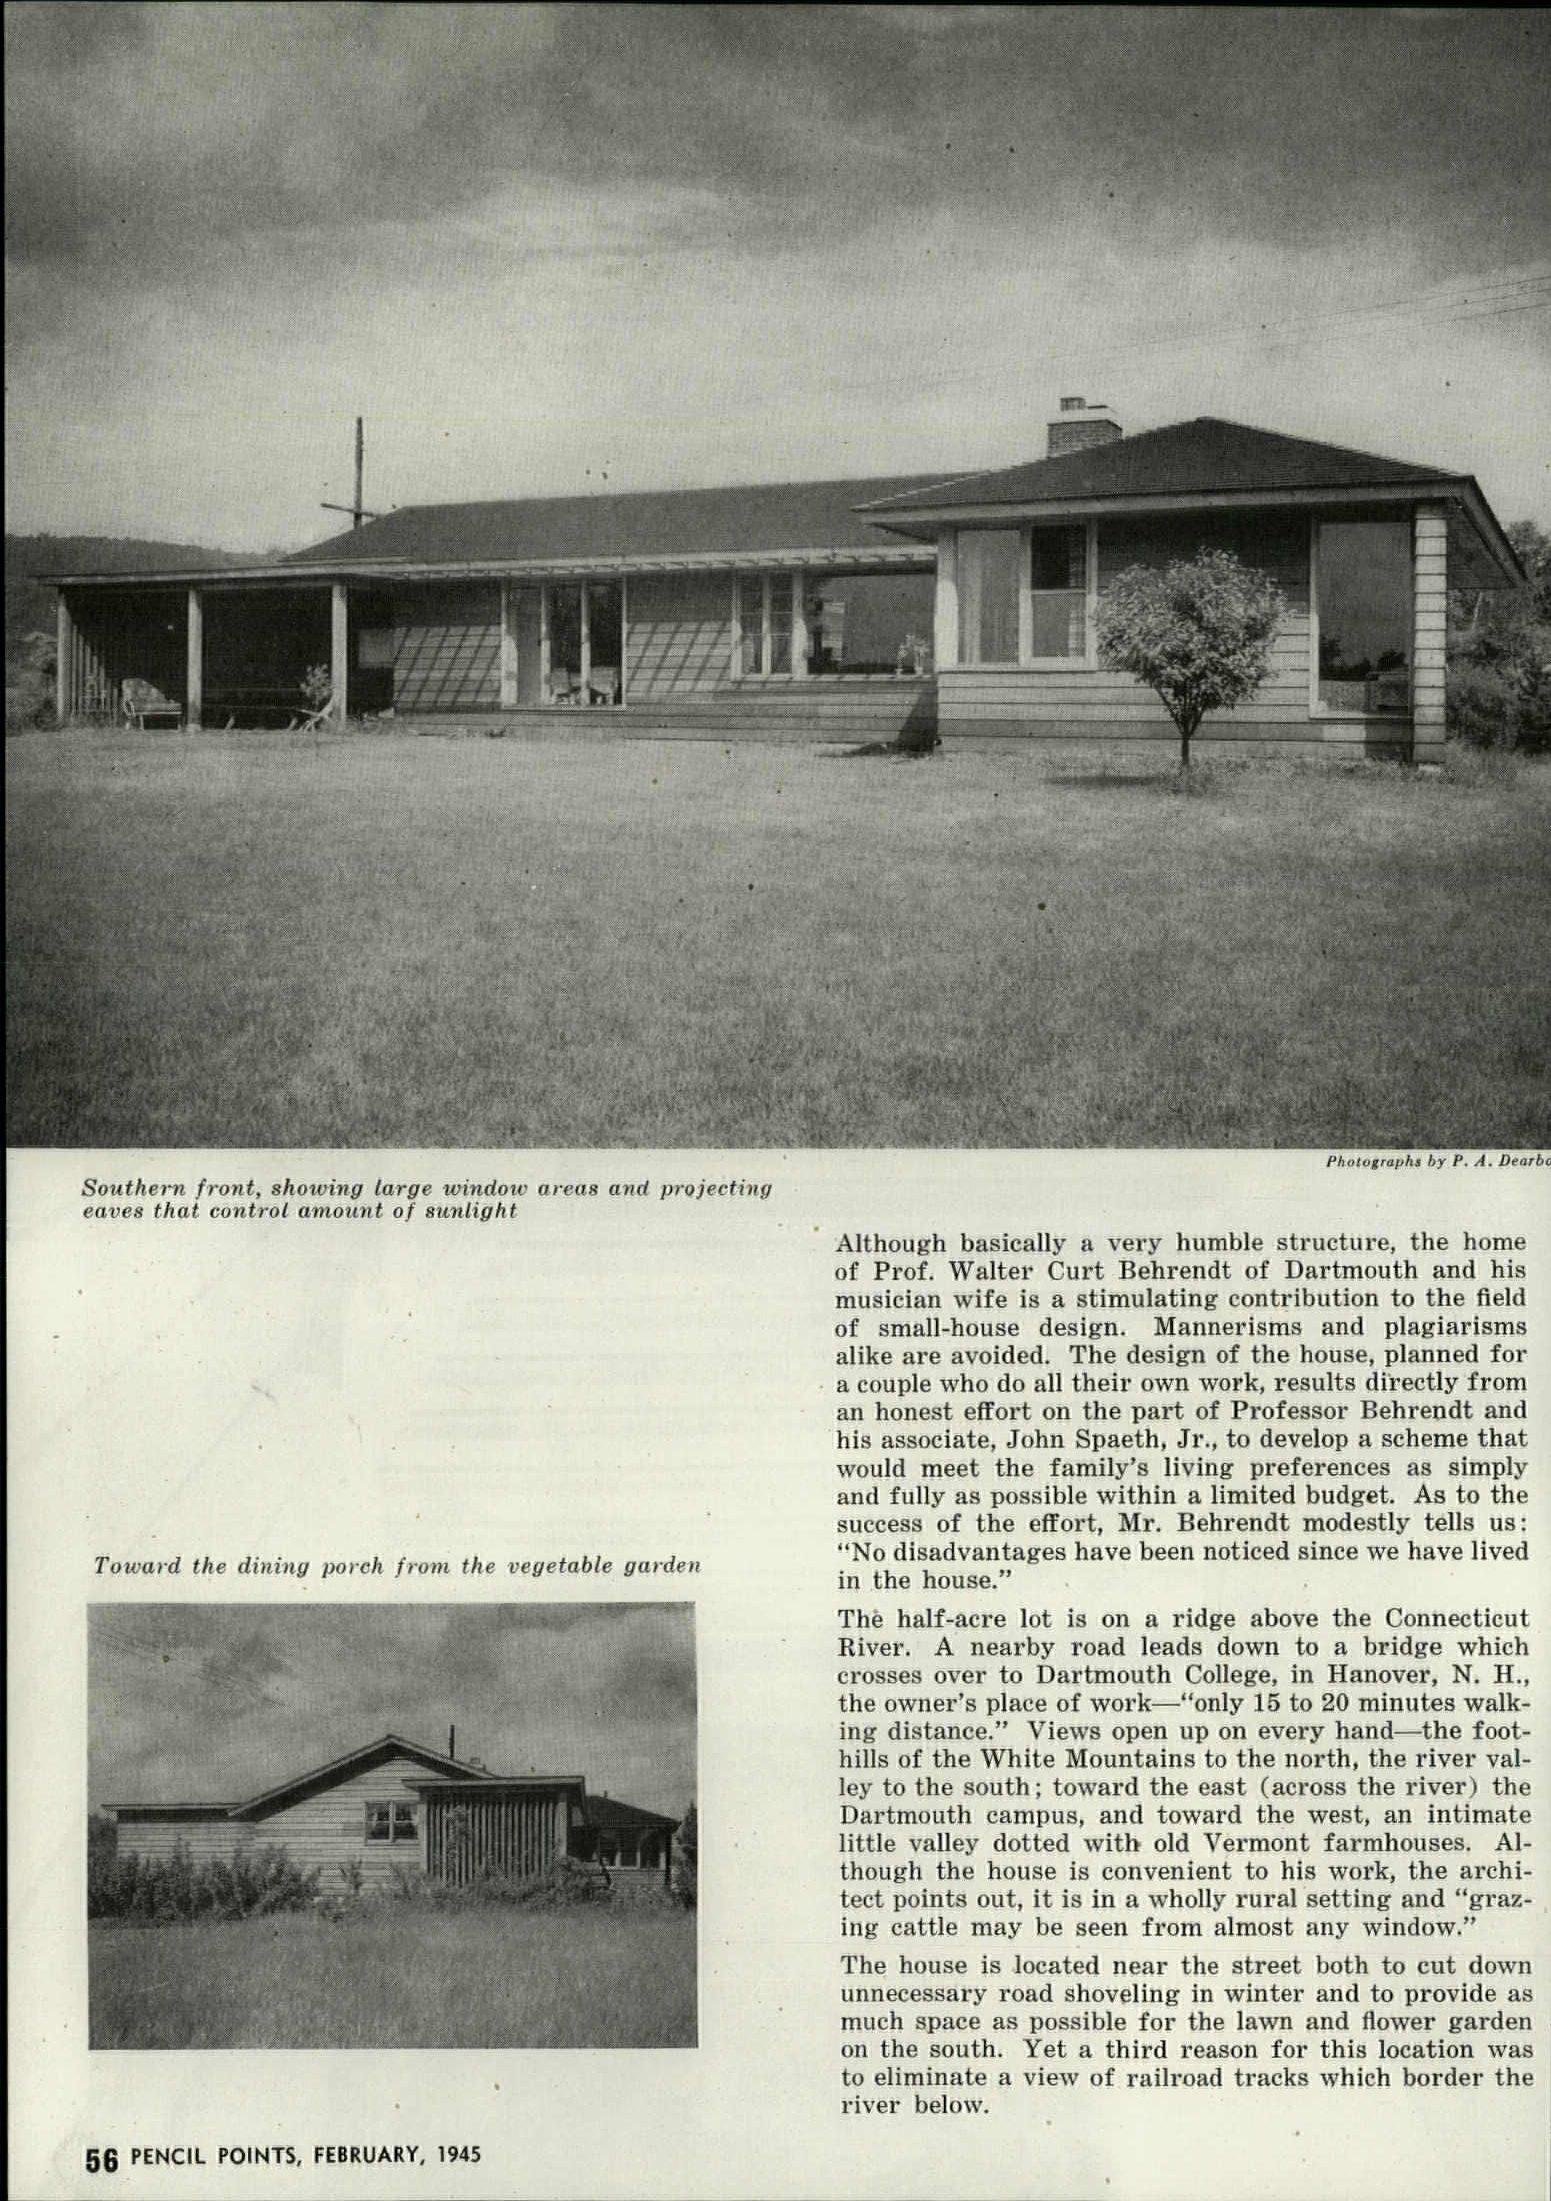 Photographs by P. A. Dearbo
Southern front, showing large window areas and projecting
eaves that control amount of sunlight
Although basically a very humble structure, the home
of Prof. Walter Curt Behrendt of Dartmouth and his
musician wife is a stimulating contribution to the field
of small-house design. Mannerisms and plagiarisms
alike are avoided. The design of the house, planned for
a couple who do all their own work, results directly from
an honest effort on the part of Professor Behrendt and
his associate, John Spaeth, Jr., to develop a scheme that
would meet the family's living preferences as simply
and fully as possible within a limited budget. As to the
success of the effort, Mr. Behrendt modestly tells us:
"No disadvantages have been noticed since we have lived
in the house."
The half-acre lot is on a ridge above the Connecticut
River. A nearby road leads down to a bridge which
crosses over to Dartmouth College, in Hanover, N. H.,
the owner's place of work—"only 15 to 20 minutes walk-
ing distance." Views open up on every hand—the foot-
hills of the White Mountains to the north, the river val-
ley to the south; toward the east (across the river) the
Dartmouth campus, and toward the west, an intimate
little valley dotted with old Vermont farmhouses. Al-
though the house is convenient to his work, the archi-
tect points out, it is in a wholly rural setting and "graz-
ing cattle may be seen from almost any window."
The house is located near the street both to cut down
unnecessary road shoveling in winter and to provide as
much space as possible for the lawn and flower garden
on the south. Yet a third reason for this location was
to eliminate a view of railroad tracks which border the
river below.
Toward the dining porch from the vegetable garden
56 PENCIL POINTS, FEBRUARY, 1945